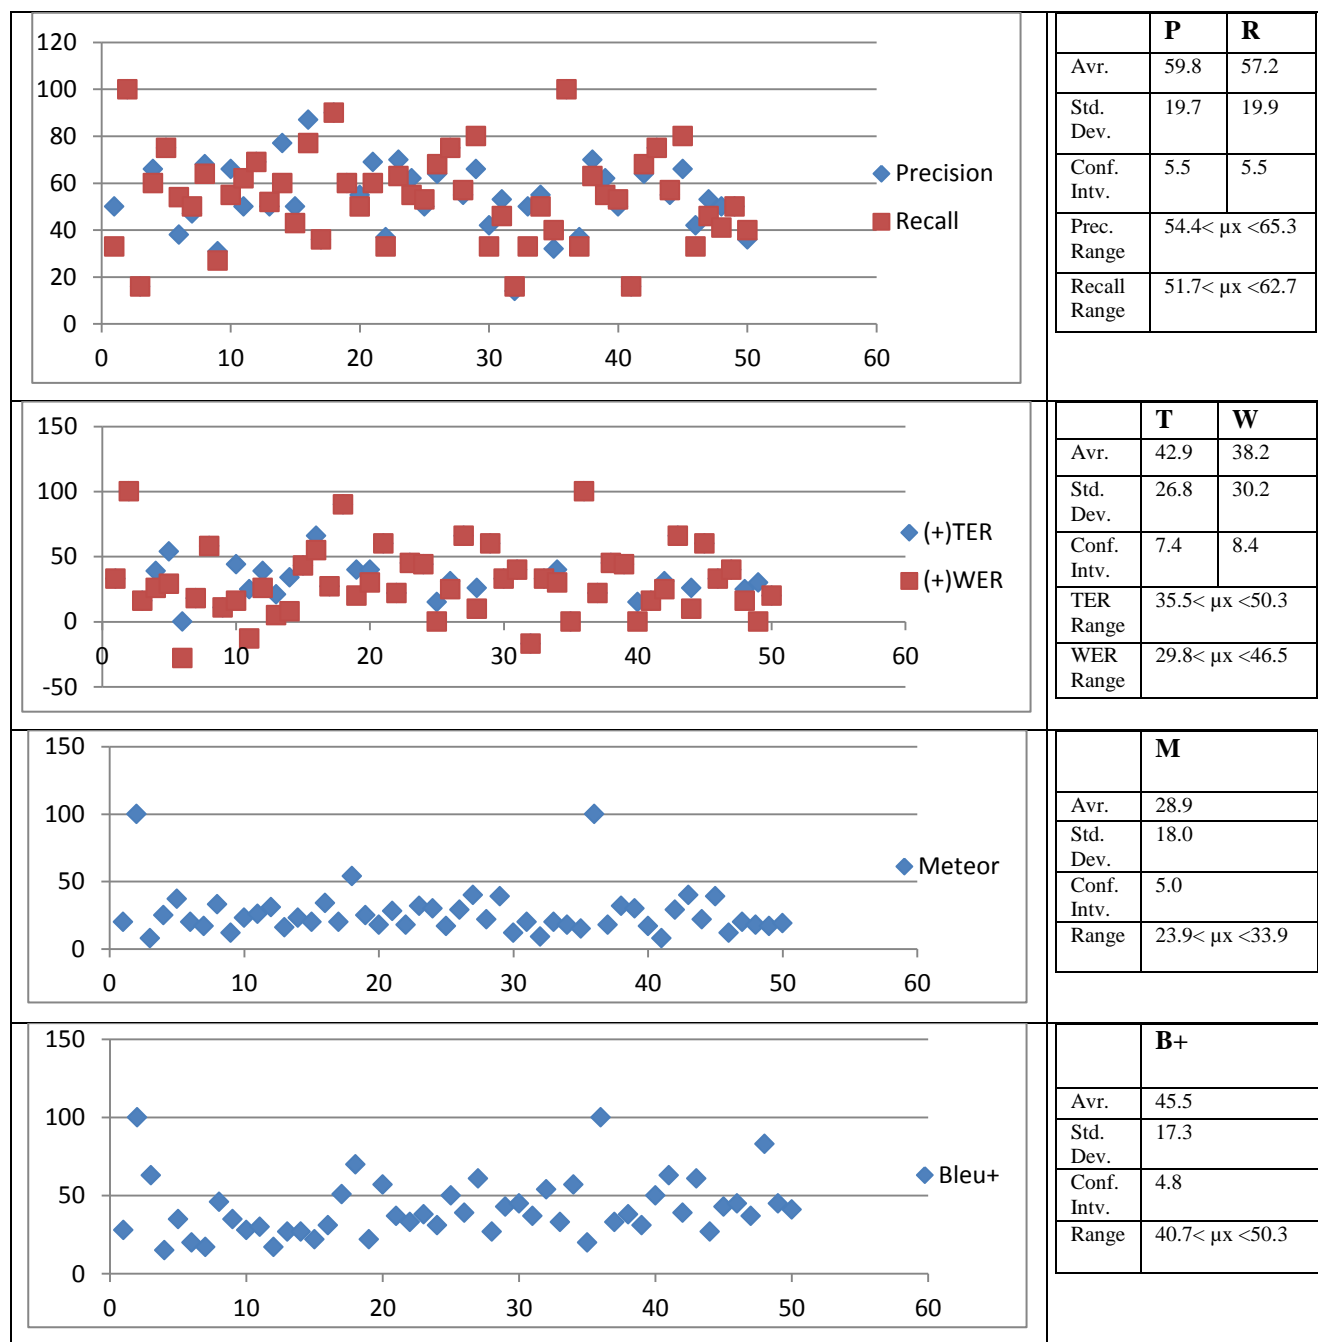 120
100
80
60
40
20
0
0 10 20 30 40 50 60
Precision
Recall
P R
Avr. 59.8 57.2
Std.
Dev. 19.7 19.9
Conf.
Intv. 5.5 5.5
Prec.
Range 54.4< µx <65.3
Recall
Range 51.7< µx <62.7
150
100
50
0
-50
0 10 20 30 40 50 60
(+)TER
(+)WER
T W
Avr. 42.9 38.2
Std.
Dev. 26.8 30.2
Conf.
Intv. 7.4 8.4
TER
Range 35.5< µx <50.3
WER
Range 29.8< µx <46.5
150
100
50
0
0 10 20 30 40 50 60
Meteor
M
Avr. 28.9
Std.
Dev. 18.0
Conf.
Intv. 5.0
Range 23.9< µx <33.9
150
100
50
0
0 10 20 30 40 50 60
Bleu+
B+
Avr. 45.5
Std.
Dev. 17.3
Conf.
Intv. 4.8
Range 40.7< µx <50.3